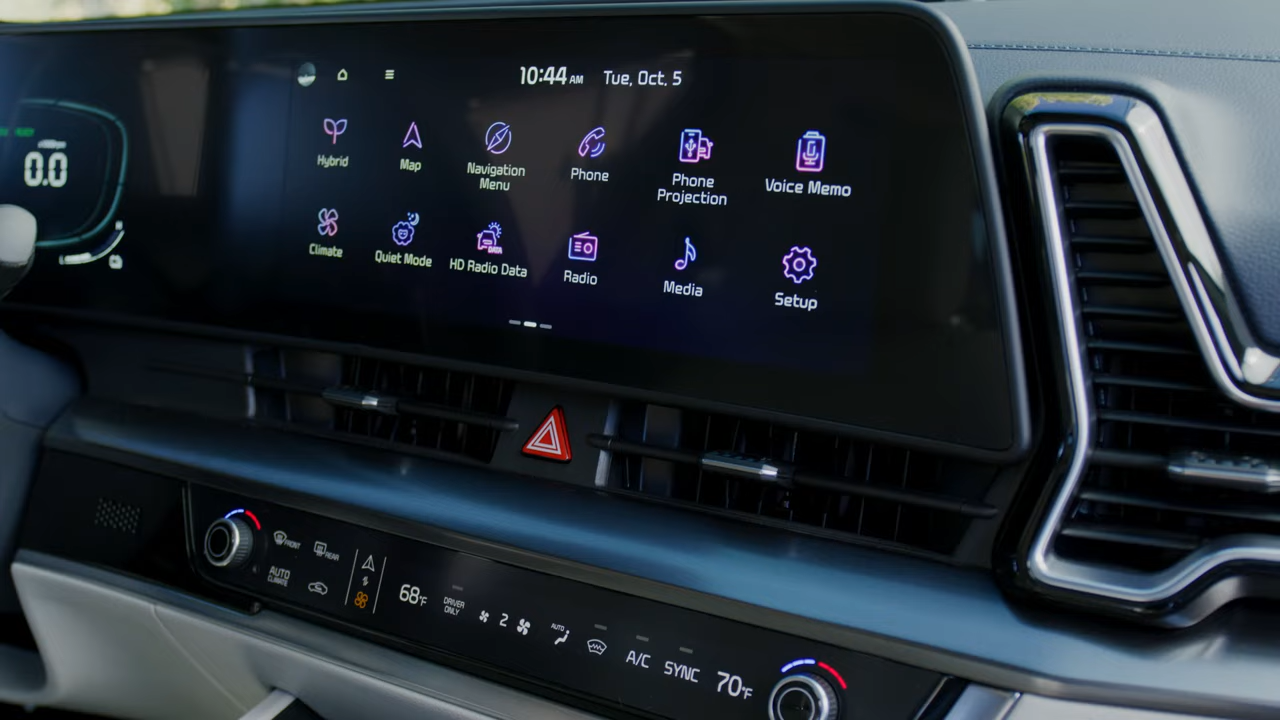 10:44 AM Tue, Oct. 5
0.0
Hybrid
Map
Navigation
Menu
Phone
Phone
Projection
Voice Memo
Climate
Quiet Mode
DATA
HD Radio Data
Radio
Media
Setup
FRONT
REAR
AUTO
CLIMATE
68°F
DRIVER
ONLY
2
AUTO
A/C
SYNC
70°F